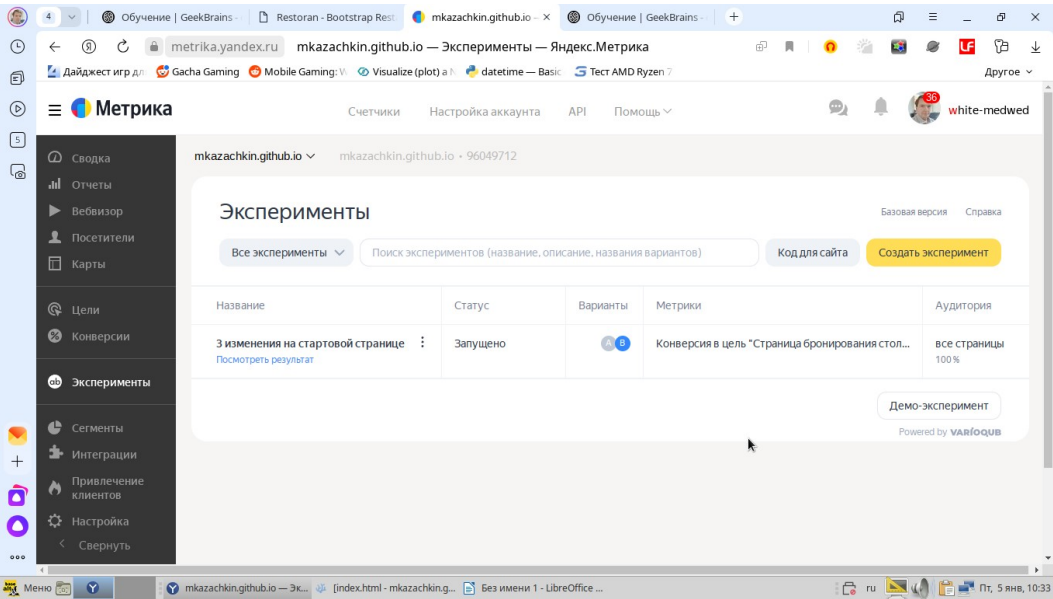 4
Обучение | GeekBrains -
Restoran - Bootstrap Rest
mkazachkin.github.io -
Обучение | GeekBrains -
metrika.yandex.ru
mkazachkin.github.io — Эксперименты — Яндекс.Метрика
Дайджест игр дл
Gacha Gaming
Mobile Gaming: W
Visualize (plot) a N
datetime — Basic
Тест AMD Ryzen 7
Другое
5
Метрика
Счетчики
Настройка аккаунта
API
Помощь
36
white-medwed
Сводка
Отчеты
Вебвизор
Посетители
Карты
Цели
Конверсии
ab Эксперименты
Сегменты
Интеграции
Привлечение
клиентов
Настройка
Свернуть
mkazachkin.github.io
mkazachkin.github.io • 96049712
Эксперименты
Базовая версия
Справка
Все эксперименты
Поиск экспериментов (название, описание, названия вариантов)
Код для сайта
Создать эксперимент
Название
Статус
Варианты
Метрики
Аудитория
3 изменения на стартовой странице
Посмотреть результат
Запущено
A B
Конверсия в цель "Страница бронирования стол...
все страницы
100 %
Демо-эксперимент
Powered by VARIOQUB
Меню
mkazachkin.github.io — Эк...
[index.html - mkazachkin.g...
Без имени 1 - LibreOffice ...
ru
Пт, 5 янв, 10:33